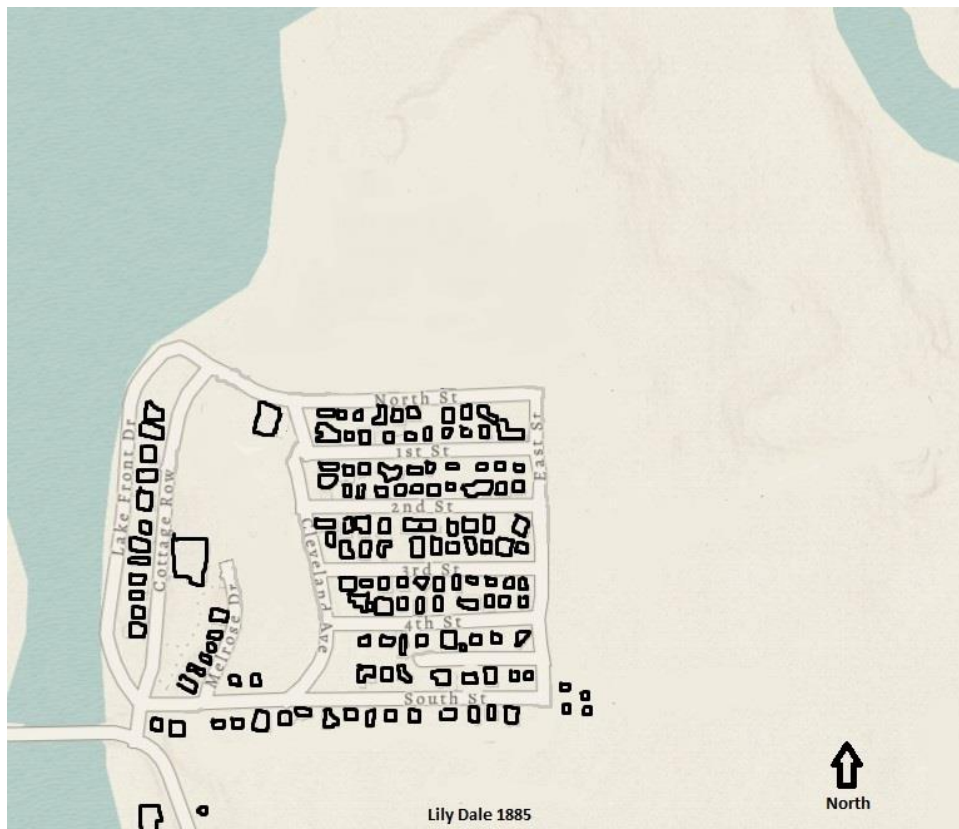 North St
1st St
East St
Lake Front Dr
Cottage Row
2nd St
Cleveland Ave
3rd St
Melrose Dr
4th St
South St
North
Lily Dale 1885